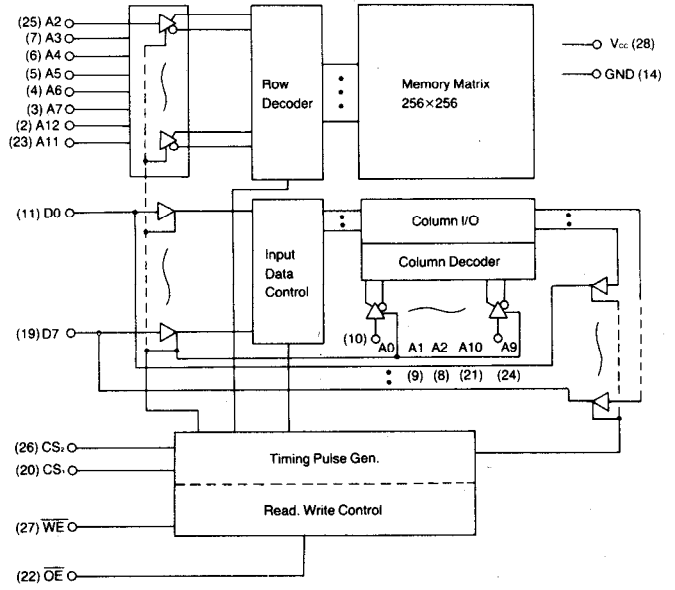 (25) A2
(7) A3
(6) A4
(5) A5
(4) A6
(3) A7
(2) A12
(23) A11
Row
Decoder
Memory Matrix
256×256
Vcc (28)
GND (14)
(11) D0
Input
Data
Control
Column I/O
Column Decoder
(19) D7
(10) A0 A1 A2 A10 A9
(9) (8) (21) (24)
(26) CS₂
(20) CS₁
Timing Pulse Gen.
Read. Write Control
(27) W̅E̅
(22) O̅E̅